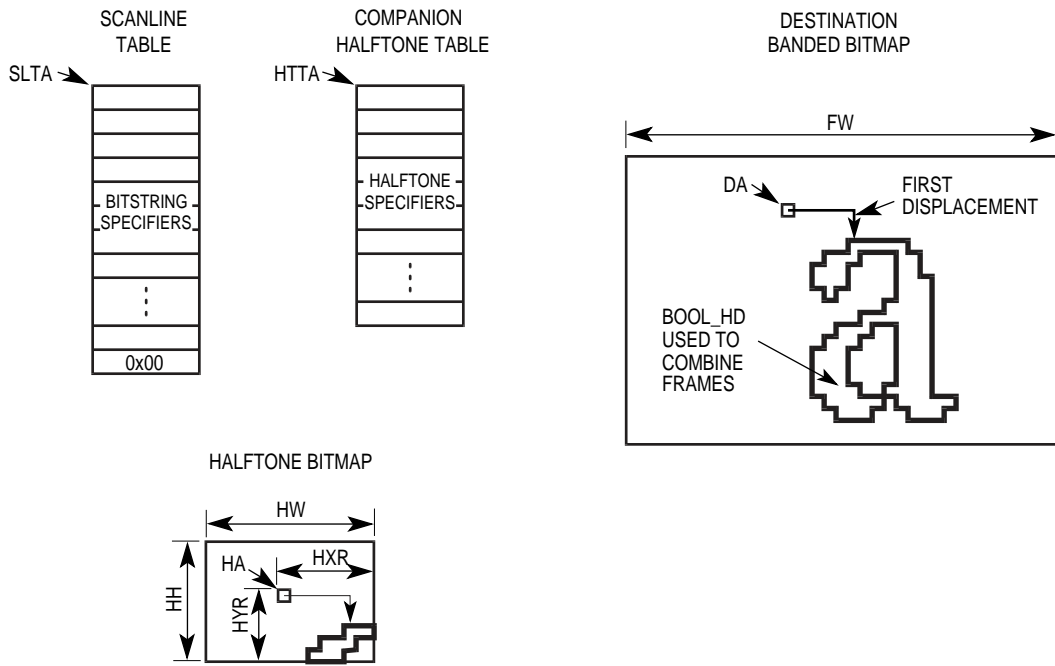 SCANLINE
TABLE
COMPANION
HALFTONE TABLE
DESTINATION
BANDED BITMAP
SLTA
HTTA
BITSTRING
SPECIFIERS
0x00
HALFTONE
SPECIFIERS
FW
DA
FIRST
DISPLACEMENT
BOOL_HD
USED TO
COMBINE
FRAMES
HALFTONE BITMAP
HW
HA
HXR
HH
HYR